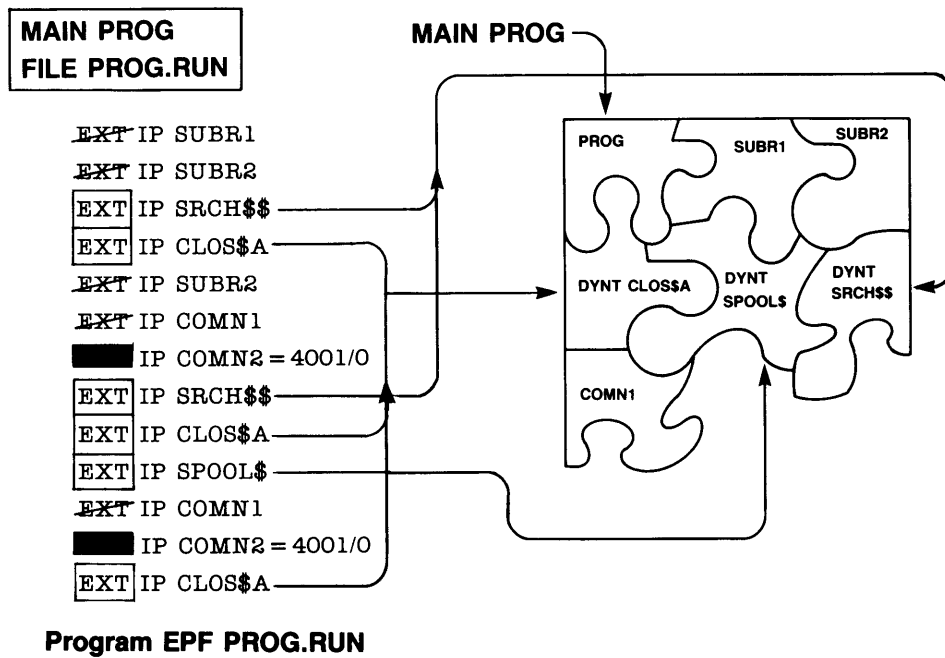 MAIN PROG
FILE PROG.RUN
EXT IP SUBR1
EXT IP SUBR2
EXT IP SRCH$$
EXT IP CLOS$A
EXT IP SUBR2
EXT IP COMN1
IP COMN2 = 4001/0
EXT IP SRCH$$
EXT IP CLOS$A
EXT IP SPOOL$
EXT IP COMN1
IP COMN2 = 4001/0
EXT IP CLOS$A
MAIN PROG
PROG
SUBR1
SUBR2
DYNT CLOS$A
DYNT
SPOOL$
DYNT
SRCH$$
COMN1
Program EPF PROG.RUN